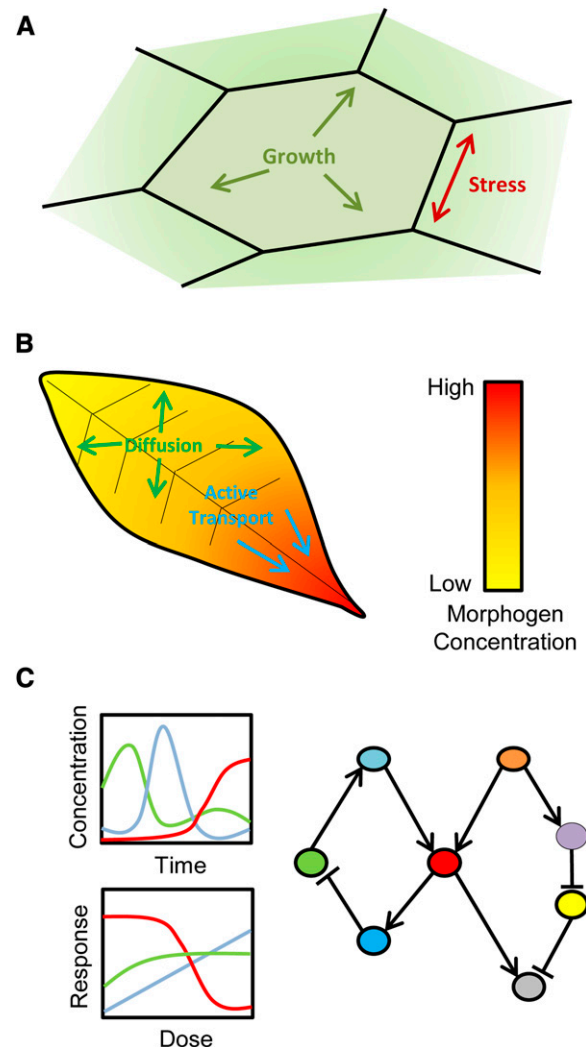 A
Growth
Stress
B
Diffusion
Active
Transport
High
Low
Morphogen
Concentration
C
Concentration
Time
Response
Dose